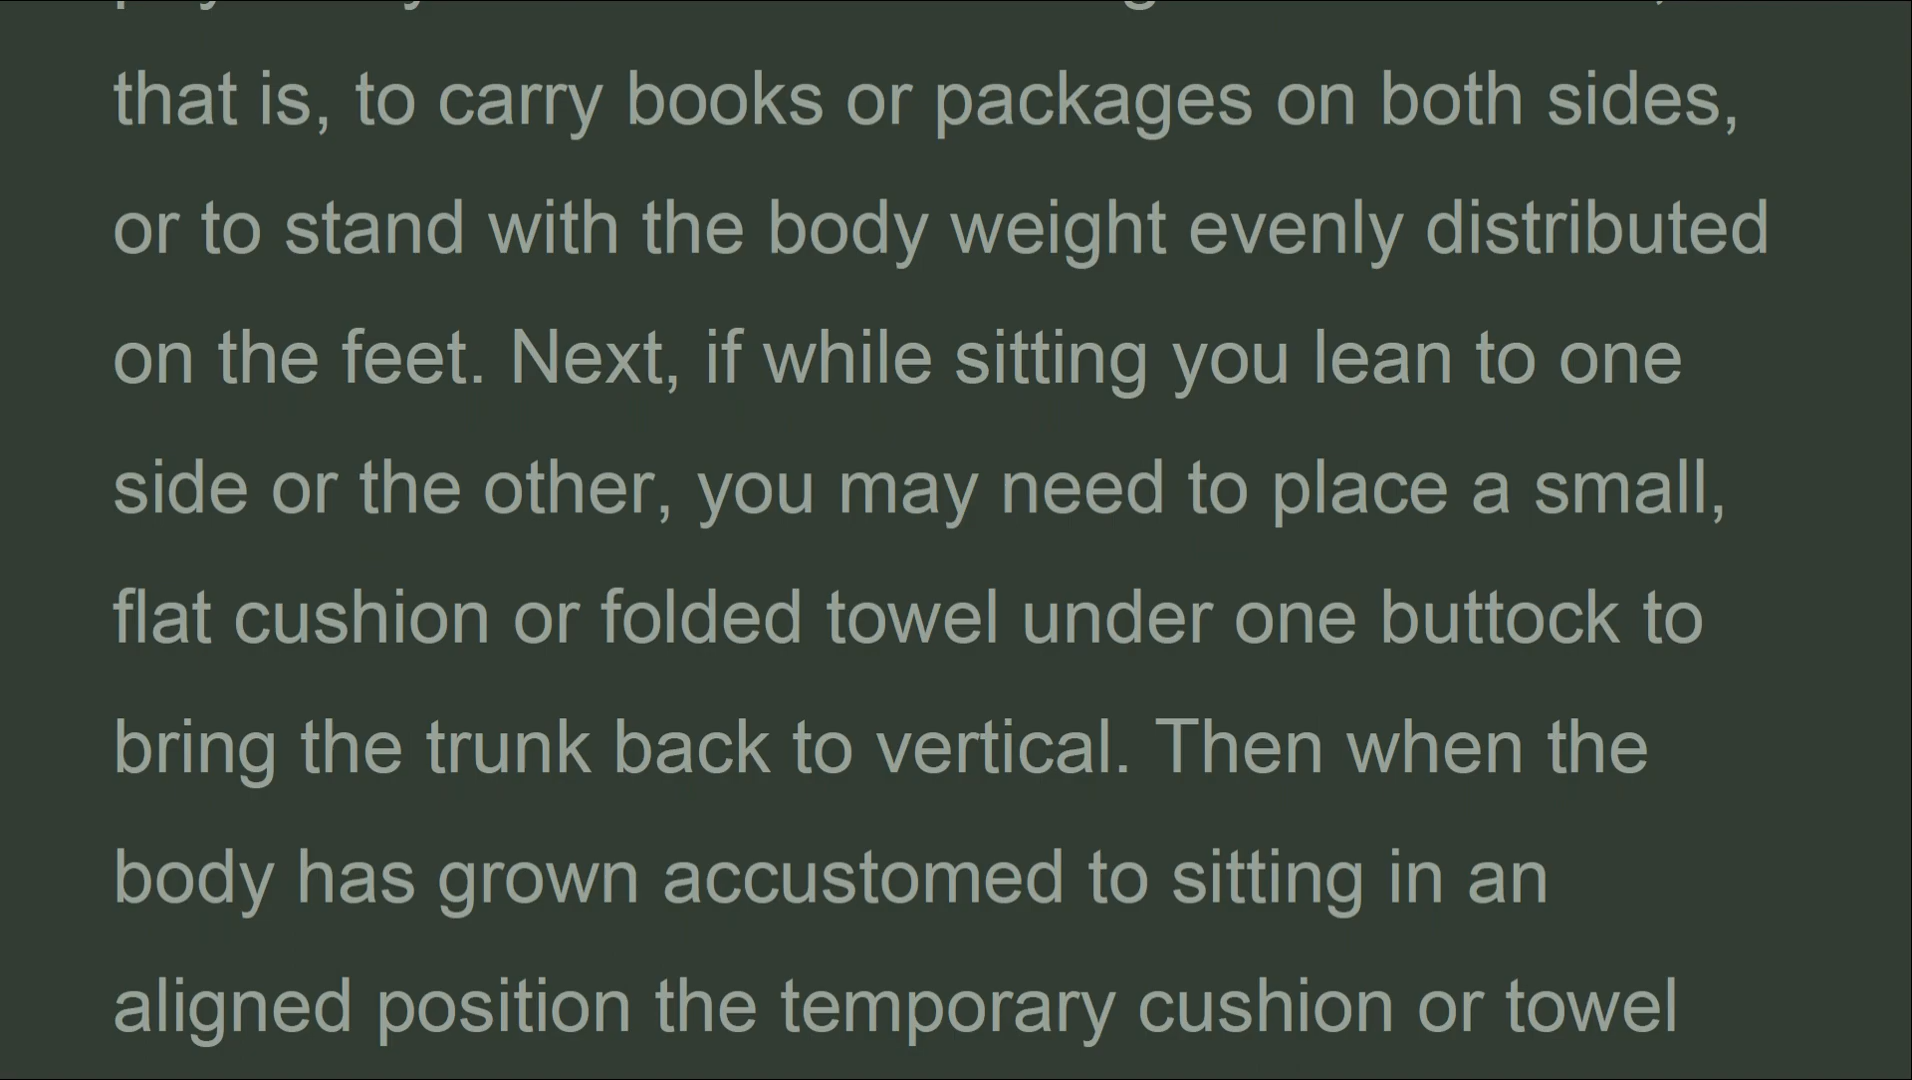 that is, to carry books or packages on both sides,
or to stand with the body weight evenly distributed
on the feet. Next, if while sitting you lean to one
side or the other, you may need to place a small,
flat cushion or folded towel under one buttock to
bring the trunk back to vertical. Then when the
body has grown accustomed to sitting in an
aligned position the temporary cushion or towel